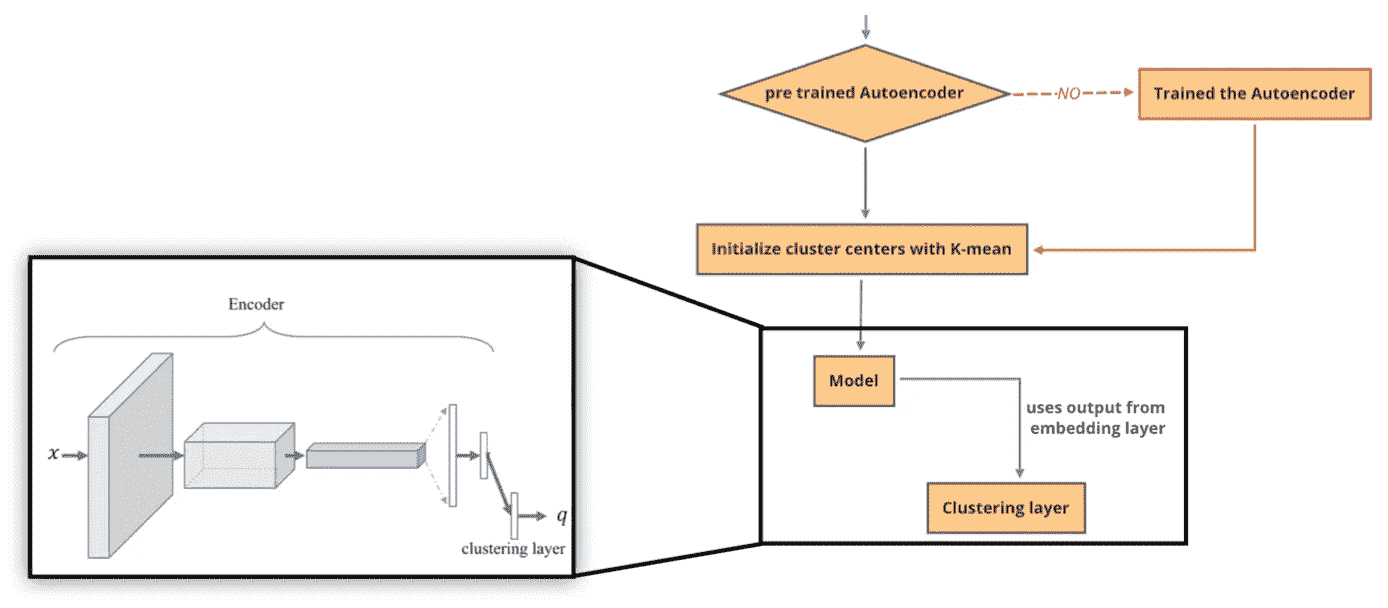 pre trained Autoencoder
NO
Trained the Autoencoder
Initialize cluster centers with K-mean
Encoder
x
q
clustering layer
Model
uses output from
embedding layer
Clustering layer